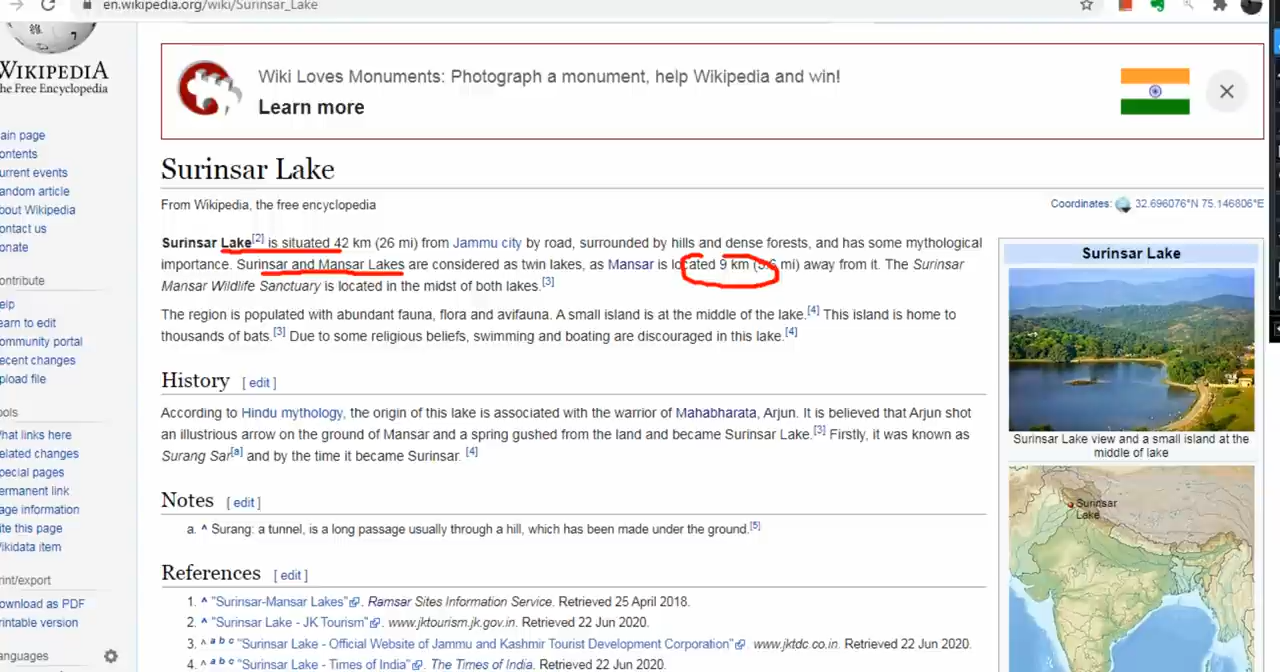 en.wikipedia.org/wiki/Surinsar_Lake
WIKIPEDIA
The Free Encyclopedia
Wiki Loves Monuments: Photograph a monument, help Wikipedia and win!
Learn more
ain page
ontents
urrent events
andom article
bout Wikipedia
ontact us
onate
ontribute
elp
earn to edit
ommunity portal
ecent changes
pload file
ools
hat links here
elated changes
pecial pages
ermanent link
age information
ite this page
ikidata item
rint/export
ownload as PDF
rintable version
anguages
Surinsar Lake
From Wikipedia, the free encyclopedia
Coordinates: 32.696076°N 75.146806°E
Surinsar Lake[2] is situated 42 km (26 mi) from Jammu city by road, surrounded by hills and dense forests, and has some mythological
importance. Surinsar and Mansar Lakes are considered as twin lakes, as Mansar is located 9 km (5.6 mi) away from it. The Surinsar
Mansar Wildlife Sanctuary is located in the midst of both lakes.[3]
The region is populated with abundant fauna, flora and avifauna. A small island is at the middle of the lake.[4] This island is home to
thousands of bats.[3] Due to some religious beliefs, swimming and boating are discouraged in this lake.[4]
History [ edit ]
According to Hindu mythology, the origin of this lake is associated with the warrior of Mahabharata, Arjun. It is believed that Arjun shot
an illustrious arrow on the ground of Mansar and a spring gushed from the land and became Surinsar Lake.[3] Firstly, it was known as
Surang Sar[a] and by the time it became Surinsar. [4]
Notes [ edit ]
a. ^ Surang: a tunnel, is a long passage usually through a hill, which has been made under the ground.[5]
References [ edit ]
1. ^ "Surinsar-Mansar Lakes". Ramsar Sites Information Service. Retrieved 25 April 2018.
2. ^ "Surinsar Lake - JK Tourism". www.jktourism.jk.gov.in. Retrieved 22 Jun 2020.
3. ^ a b c "Surinsar Lake - Official Website of Jammu and Kashmir Tourist Development Corporation". www.jktdc.co.in. Retrieved 22 Jun 2020.
4. ^ a b c "Surinsar Lake - Times of India". The Times of India. Retrieved 22 Jun 2020.
Surinsar Lake
Surinsar Lake view and a small island at the
middle of lake
Surinsar
Lake